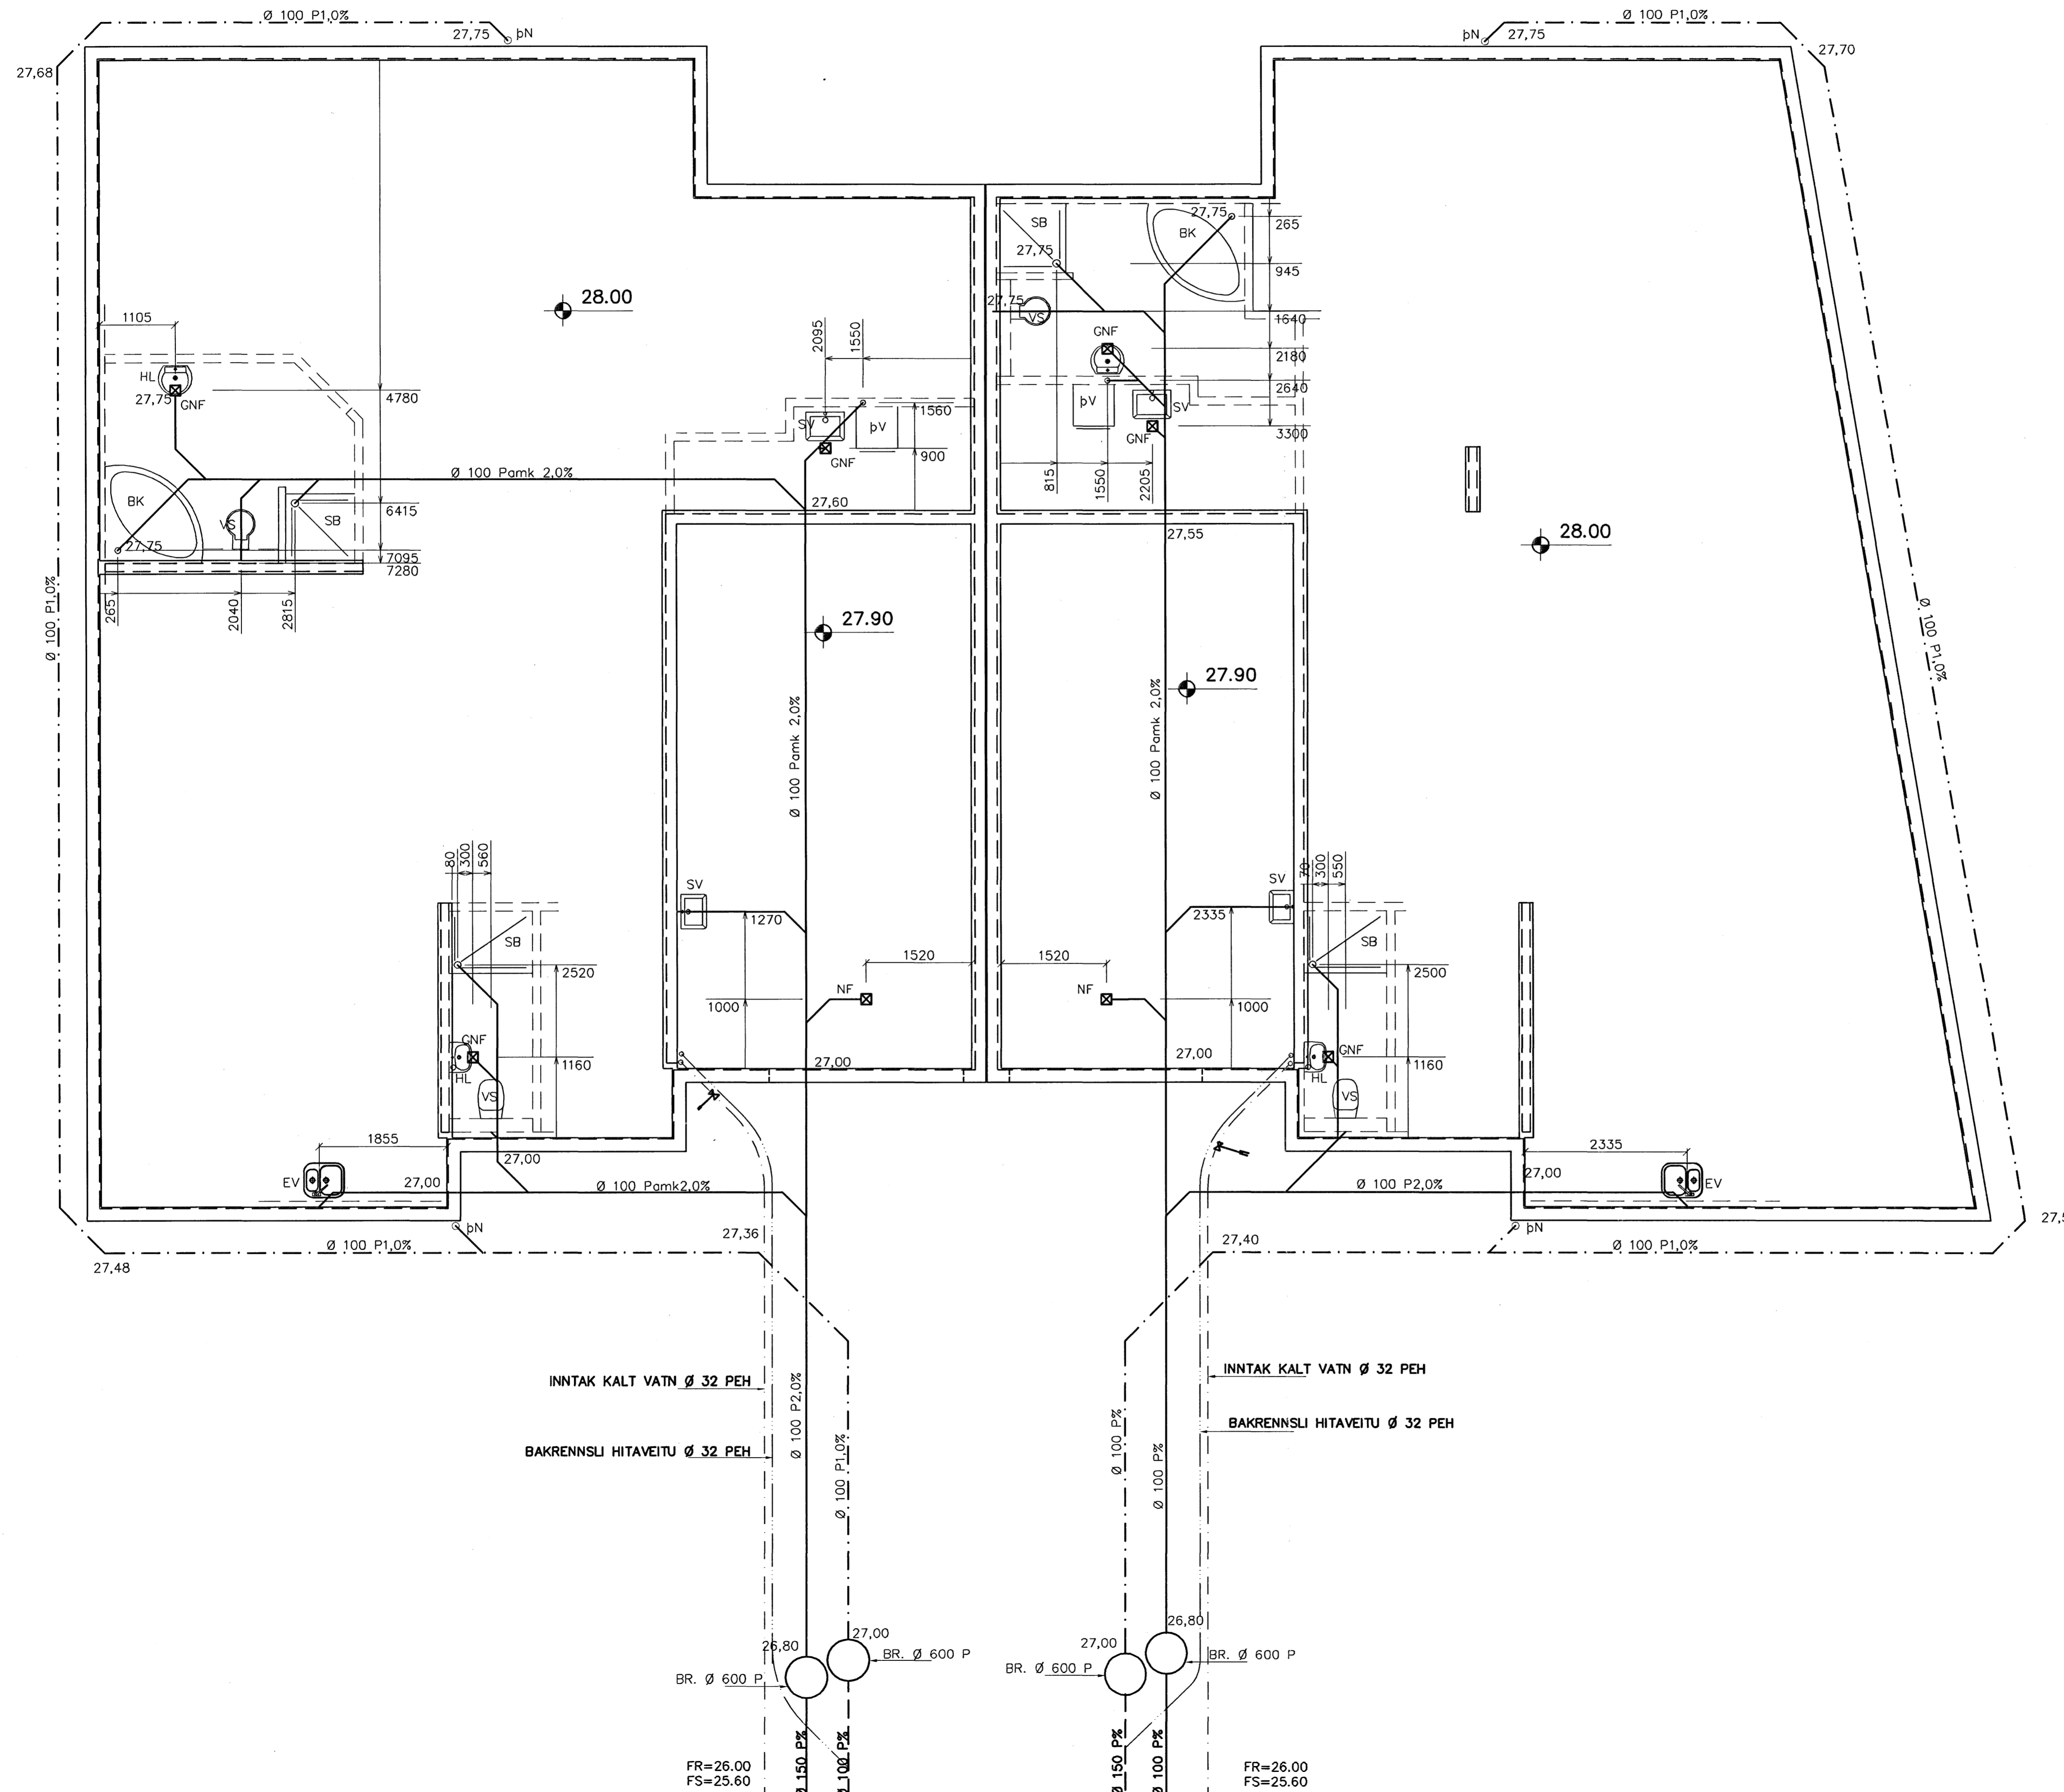 Ø 100 P1,0%
27,75
þN
27,68
þN
27,75
Ø 100 P1,0%
27,70
28.00
1105
HL
27,75
GNF
4780
BK
VS
SB
27,75
6415
7095
7280
265
2040
2815
Ø 100 Pamk 2,0%
2095
1550
SV
þV
GNF
1560
900
27,60
SB
27,75
BK
27,75
27,75
VS
GNF
þV
SV
GNF
265
945
1640
2180
2640
3300
815
1550
2205
27,55
28.00
Ø 100 P1,0%
27.90
27.90
Ø 100 Pamk 2,0%
Ø 100 Pamk 2,0%
Ø 100 P1,0%
80
300
560
SB
2520
GNF
HL
VS
1160
SV
1270
1520
NF
1000
27,00
SV
2335
1520
NF
1000
27,00
70
300
550
SB
2500
GNF
HL
VS
1160
1855
EV
27,00
27,00
Ø 100 Pamk2,0%
þN
Ø 100 P1,0%
27,48
27,36
Ø 100 P2,0%
27,40
2335
27,00
EV
þN
Ø 100 P1,0%
INNTAK KALT VATN Ø 32 PEH
BAKRENNSLI HITAVEITU Ø 32 PEH
Ø 100 P2,0%
Ø 100 P1,0%
Ø 100 P%
Ø 100 P%
INNTAK KALT VATN Ø 32 PEH
BAKRENNSLI HITAVEITU Ø 32 PEH
26,80
27,00
BR. Ø 600 P
BR. Ø 600 P
27,00
26,80
BR. Ø 600 P
BR. Ø 600 P
FR=26.00
FS=25.60
Ø 150 P%
Ø 100 P%
Ø 150 P%
Ø 100 P%
FR=26.00
FS=25.60